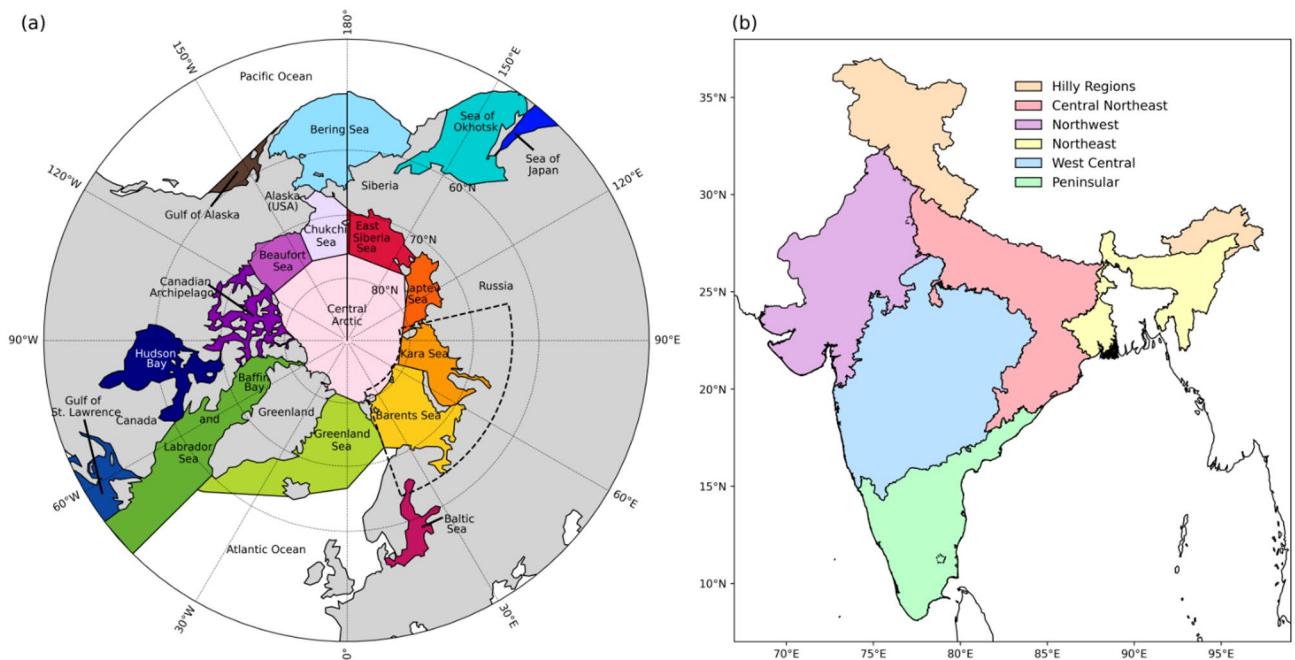 (a)
180°
150°W
150°E
Pacific Ocean
Bering Sea
Sea of
Okhotsk
Sea of
Japan
120°W
120°E
Siberia
60°N
Alaska
(USA)
Gulf of Alaska
Chukchi
Sea
East
Siberia
Sea
70°N
Beaufort
Sea
Laptev
Sea
80°N
Russia
Canadian
Archipelago
Central
Arctic
90°W
90°E
Hudson
Bay
Kara Sea
Baffin
Bay
Gulf of
St. Lawrence
Canada
and
Greenland
Barents Sea
Labrador
Sea
Greenland
Sea
60°W
60°E
Baltic
Sea
Atlantic Ocean
30°W
30°E
0°
(b)
35°N
30°N
25°N
20°N
15°N
10°N
Hilly Regions
Central Northeast
Northwest
Northeast
West Central
Peninsular
70°E
75°E
80°E
85°E
90°E
95°E